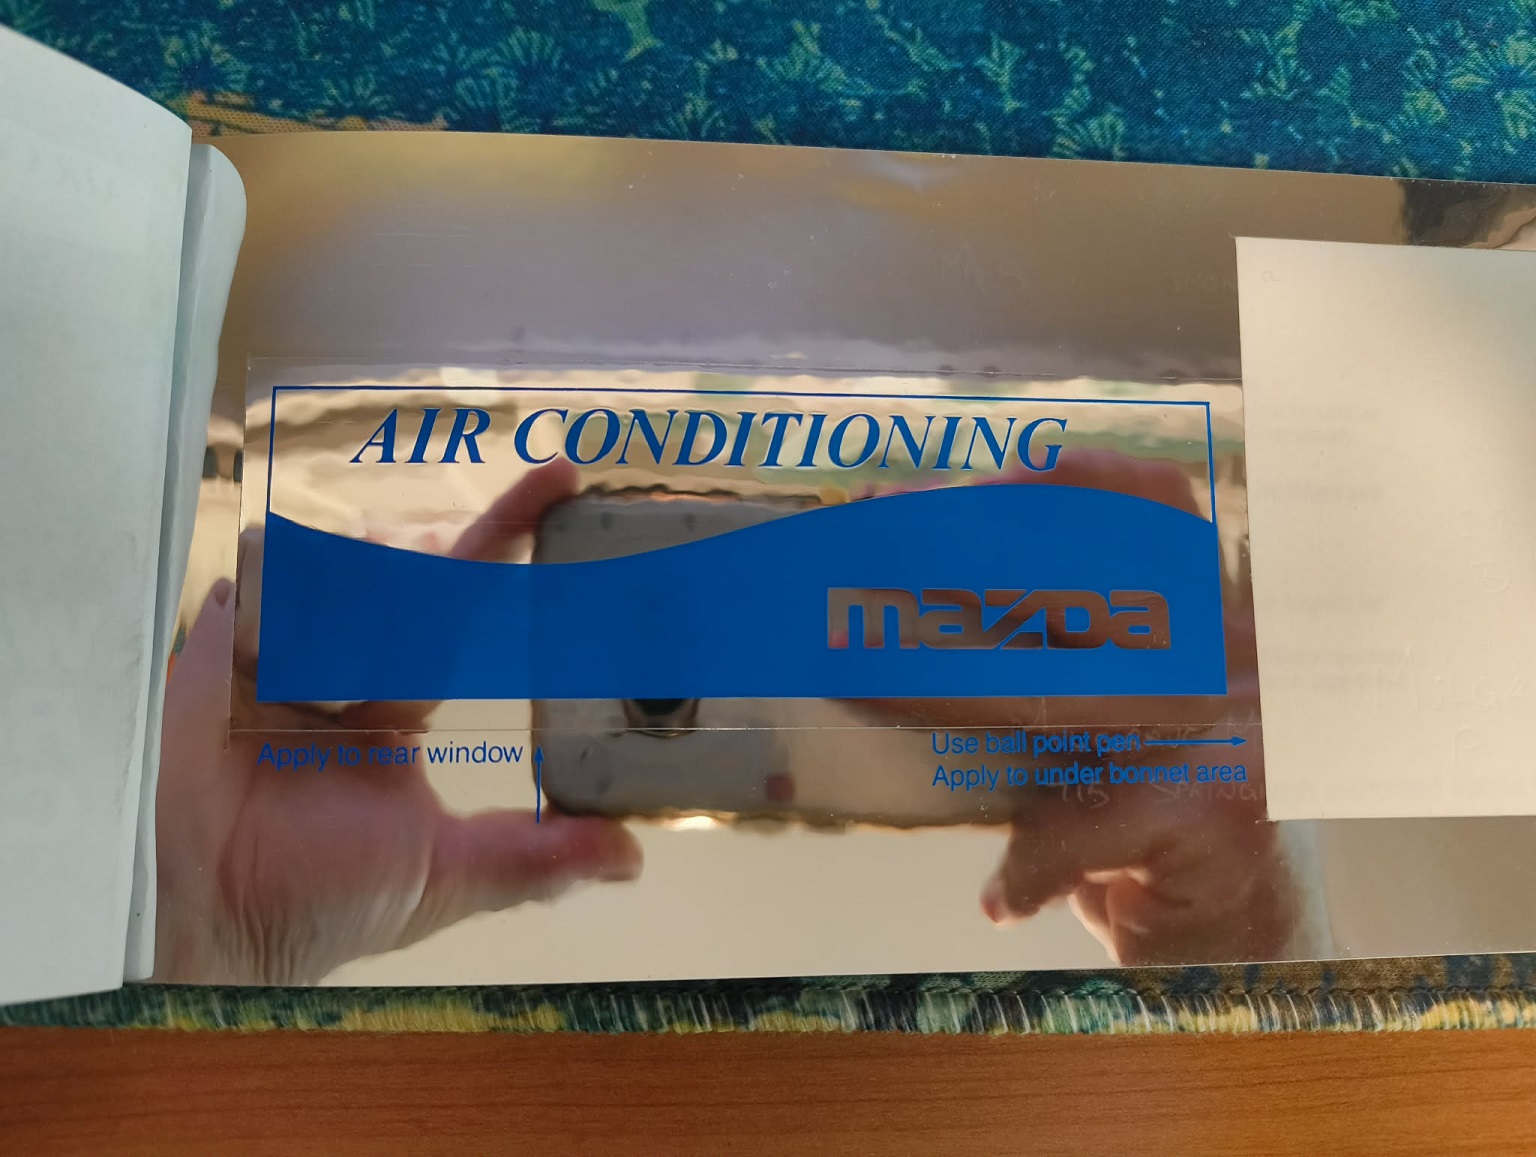 AIR CONDITIONING
mazda
Apply to rear window
Use ball point pen
Apply to under bonnet area